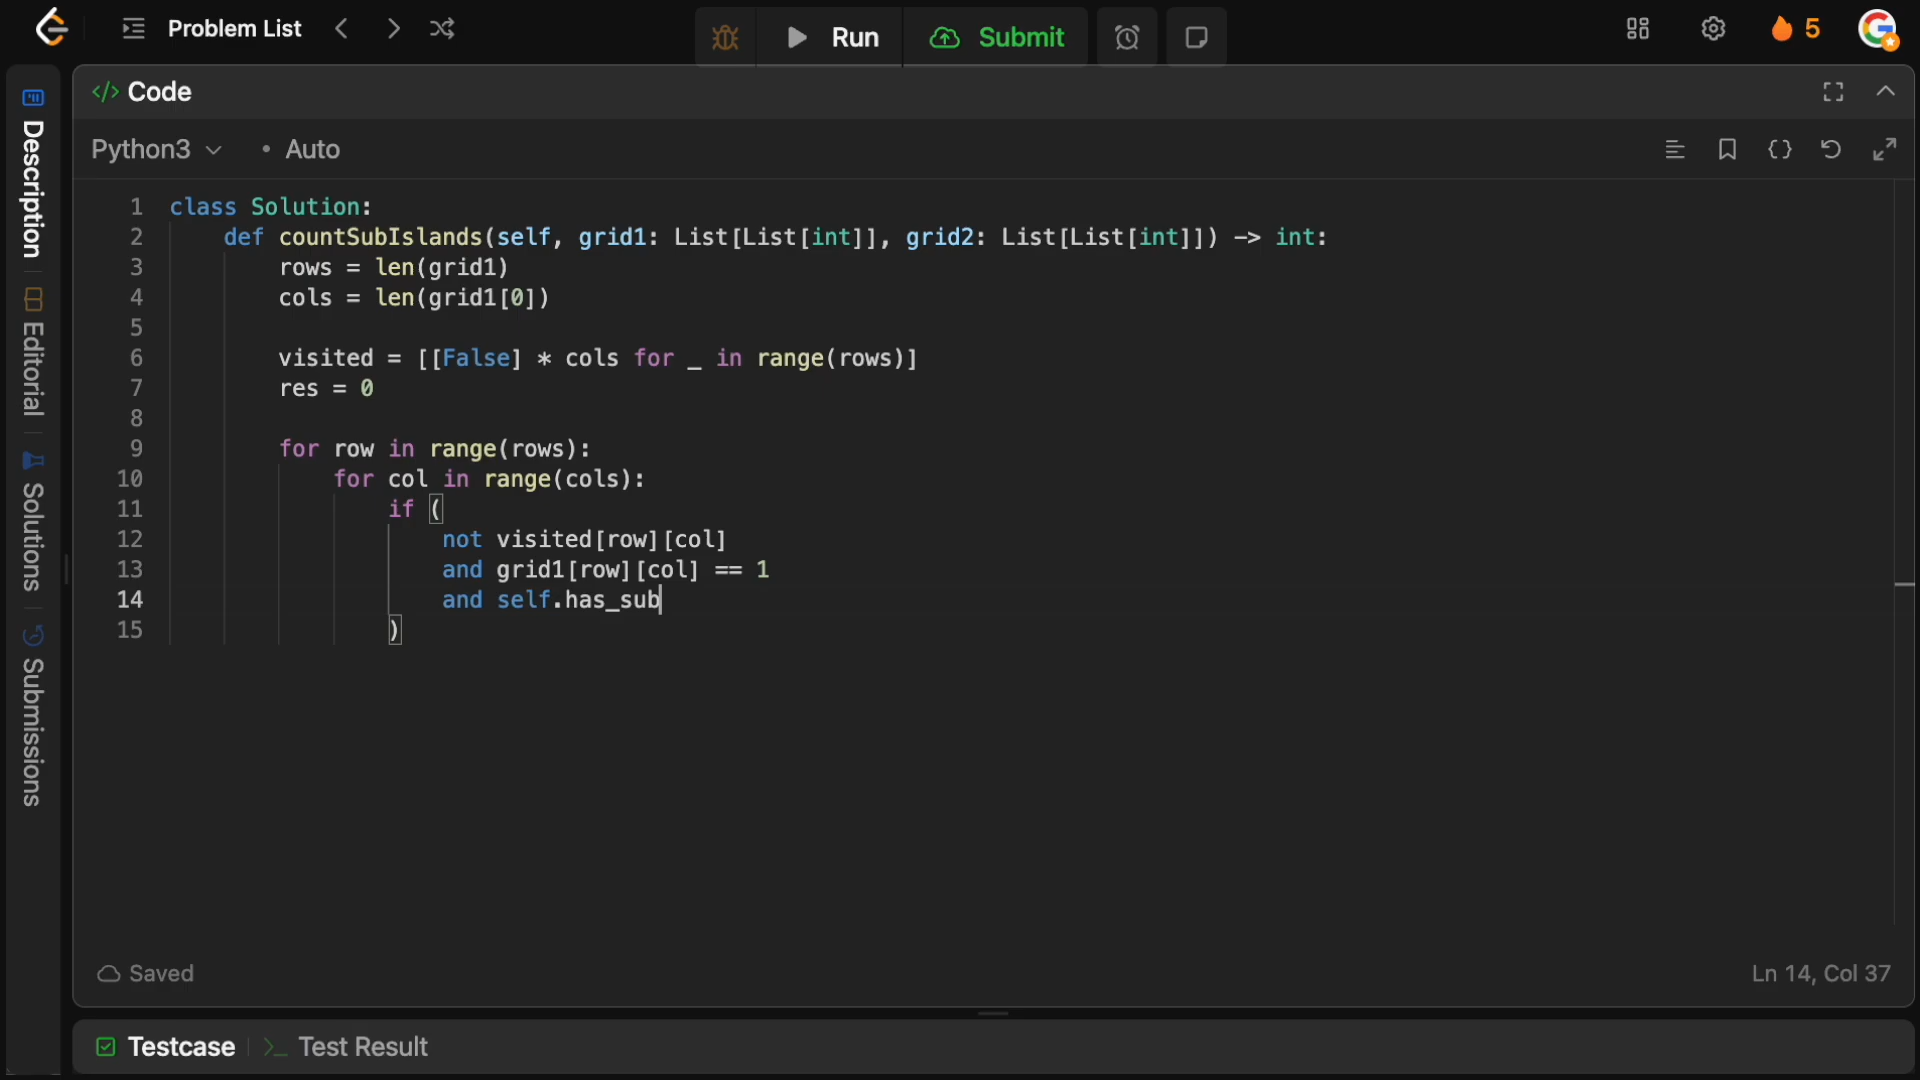 Problem List
Run
Submit
5
Description
Editorial
Solutions
Submissions
</> Code
Python3
• Auto
1 class Solution:
2 def countSubIslands(self, grid1: List[List[int]], grid2: List[List[int]]) -> int:
3 rows = len(grid1)
4 cols = len(grid1[0])
5
6 visited = [[False] * cols for _ in range(rows)]
7 res = 0
8
9 for row in range(rows):
10 for col in range(cols):
11 if (
12 not visited[row][col]
13 and grid1[row][col] == 1
14 and self.has_sub
15 )
Saved
Ln 14, Col 37
Testcase
Test Result